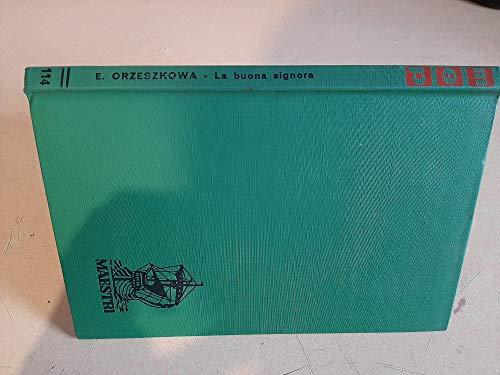 114 E. ORZESZKOWA - La buona signora
MAESTRI